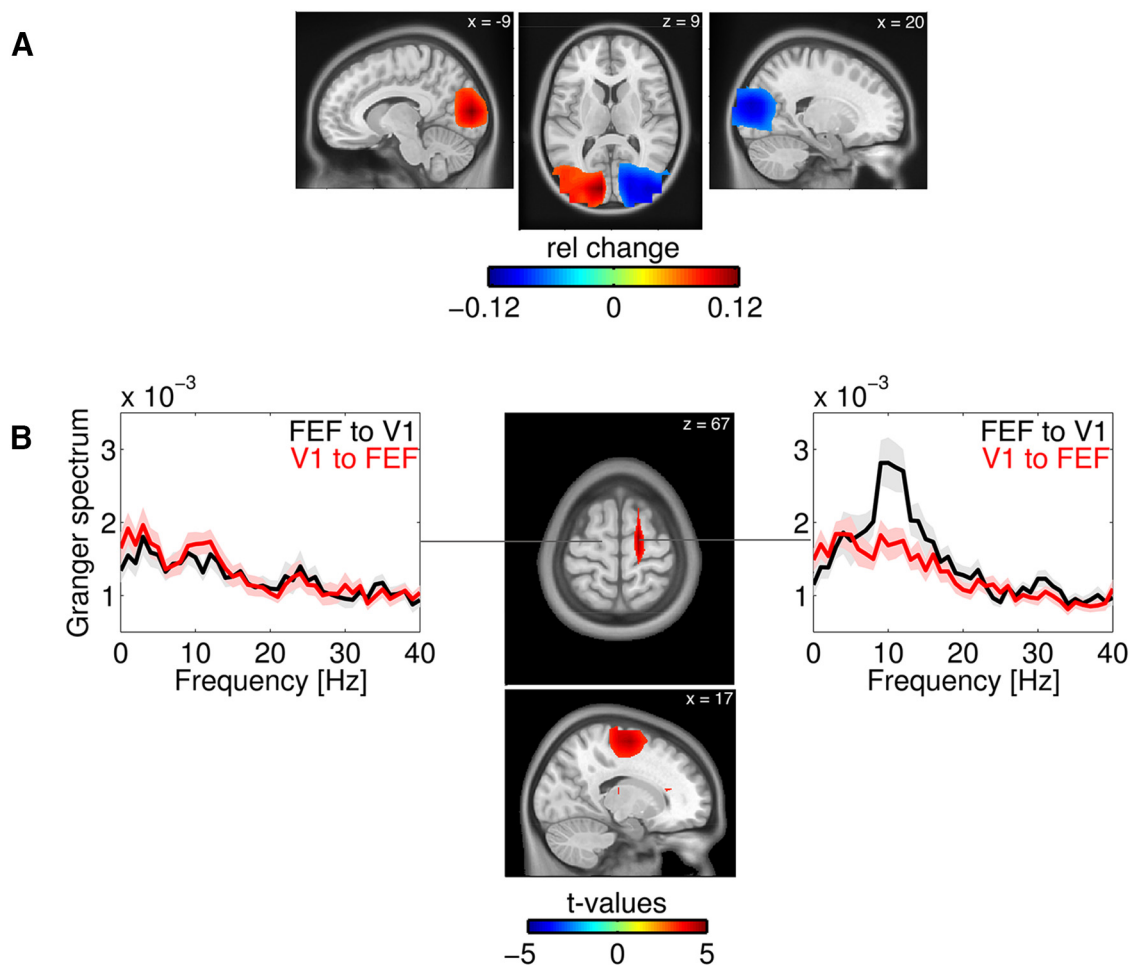 A
x = -9
z = 9
x = 20
rel change
−0.12 0 0.12
B
x 10⁻³
Granger spectrum
3
2
1
FEF to V1
V1 to FEF
0 10 20 30 40
Frequency [Hz]
z = 67
x = 17
t-values
−5 0 5
x 10⁻³
3
2
1
FEF to V1
V1 to FEF
0 10 20 30 40
Frequency [Hz]